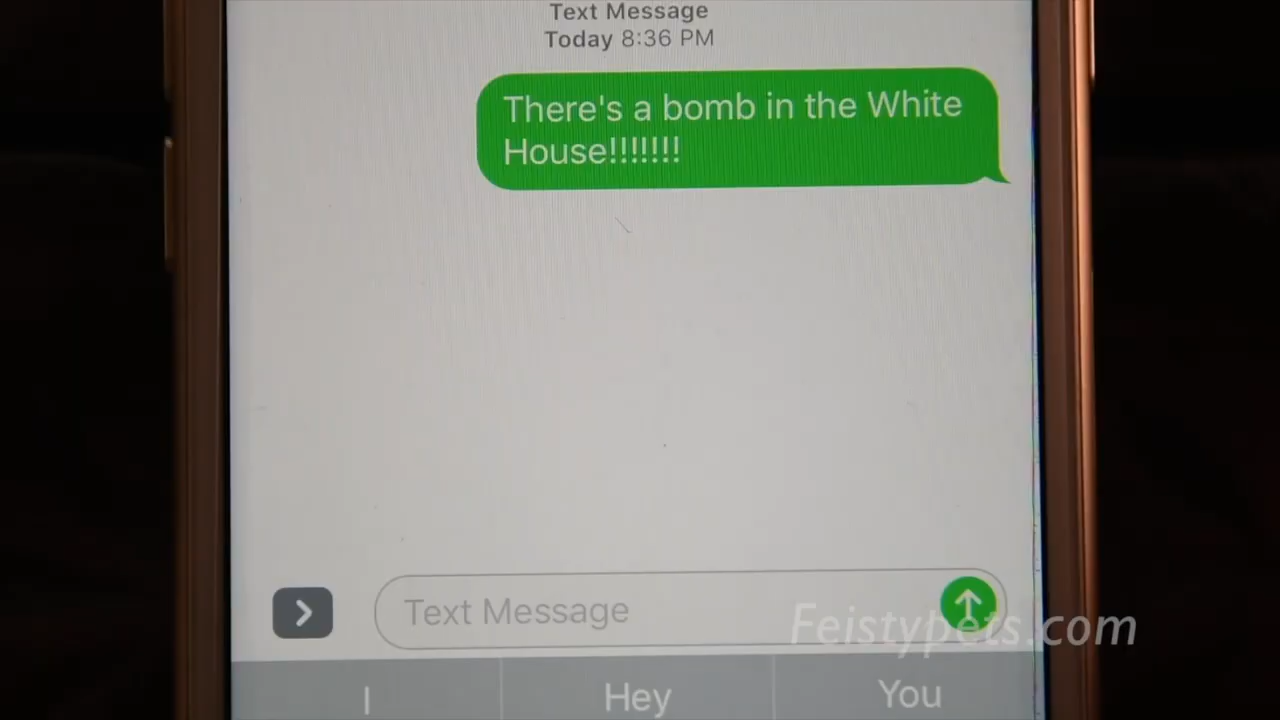 Text Message
Today 8:36 PM
There's a bomb in the White
House!!!!!!!
Text Message
Feistypets.com
I
Hey
You